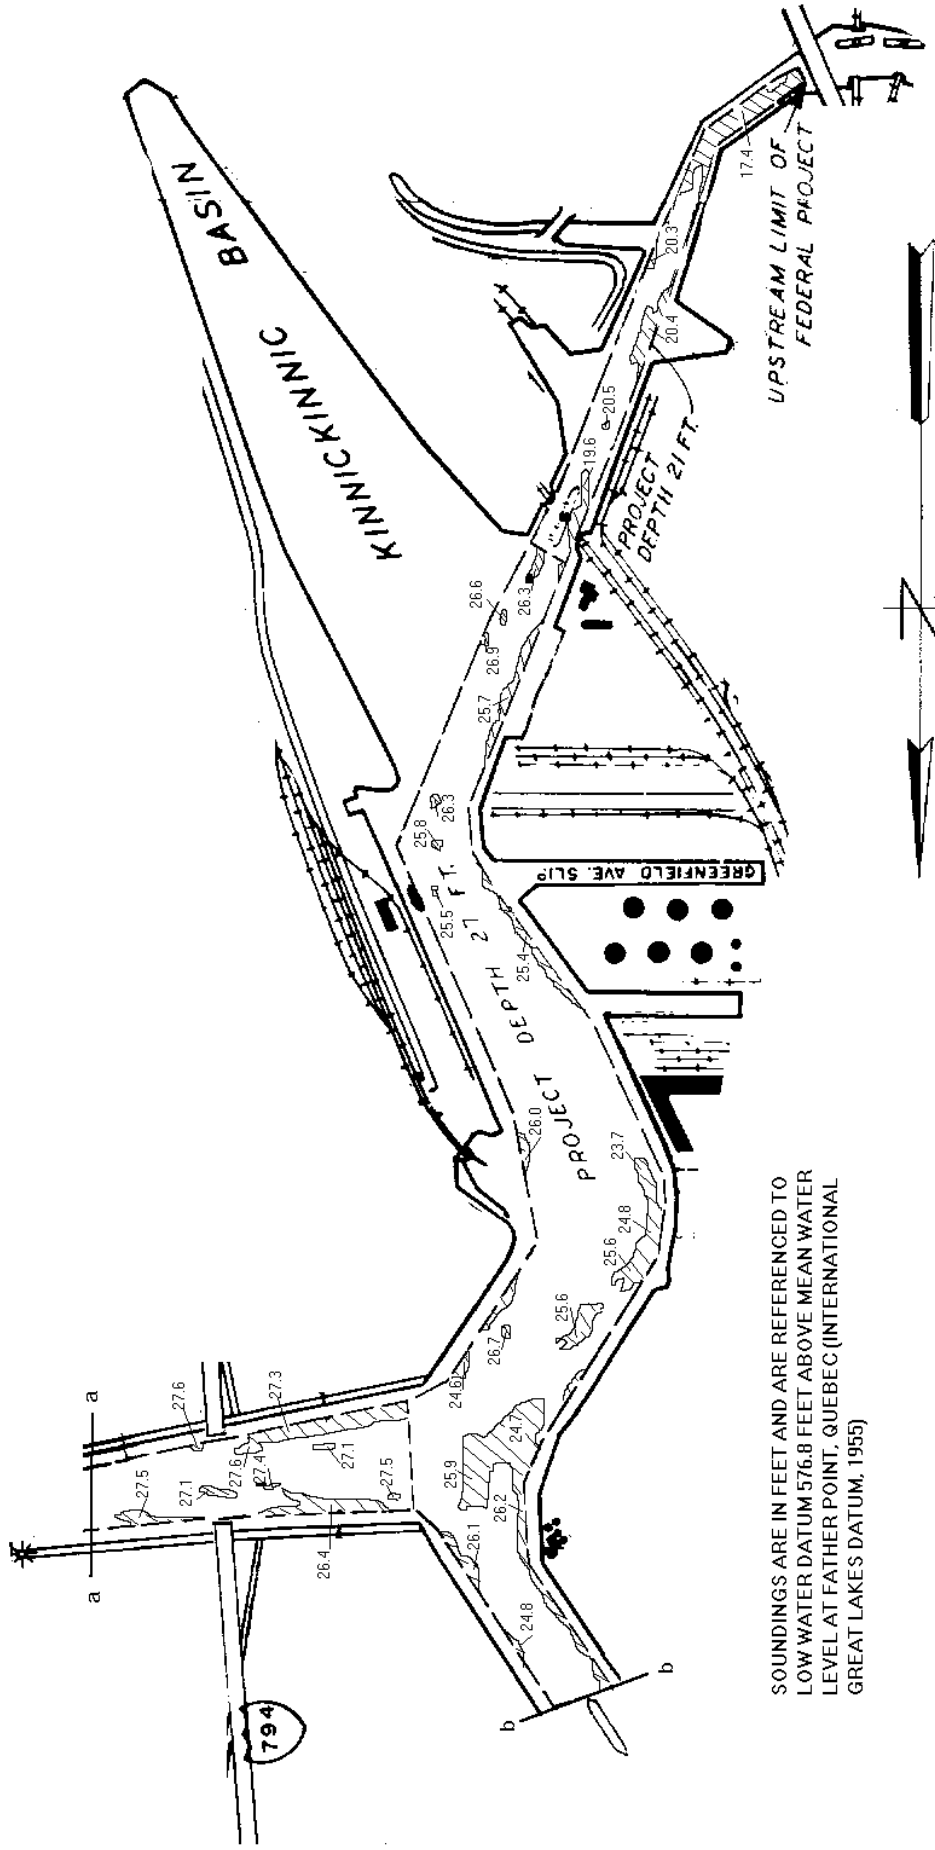 KINNICKINNIC BASIN
17.4
UPSTREAM LIMIT OF
FEDERAL PROJECT
20.3
20.4
20.5
19.6
PROJECT
DEPTH 21 FT.
26.6
26.3
26.9
25.7
26.3
25.8
25.5
GREENFIELD AVE. SLIP
25.4
PROJECT DEPTH 27 FT.
26.0
23.7
24.8
25.6
25.6
26.7
24.6
24.7
25.9
26.2
26.1
24.8
27.6
27.3
27.5
27.1
27.6
27.4
27.1
27.5
26.4
a
a
b
b
794
N
SOUNDINGS ARE IN FEET AND ARE REFERENCED TO
LOW WATER DATUM 576.8 FEET ABOVE MEAN WATER
LEVEL AT FATHER POINT, QUEBEC (INTERNATIONAL
GREAT LAKES DATUM, 1955)